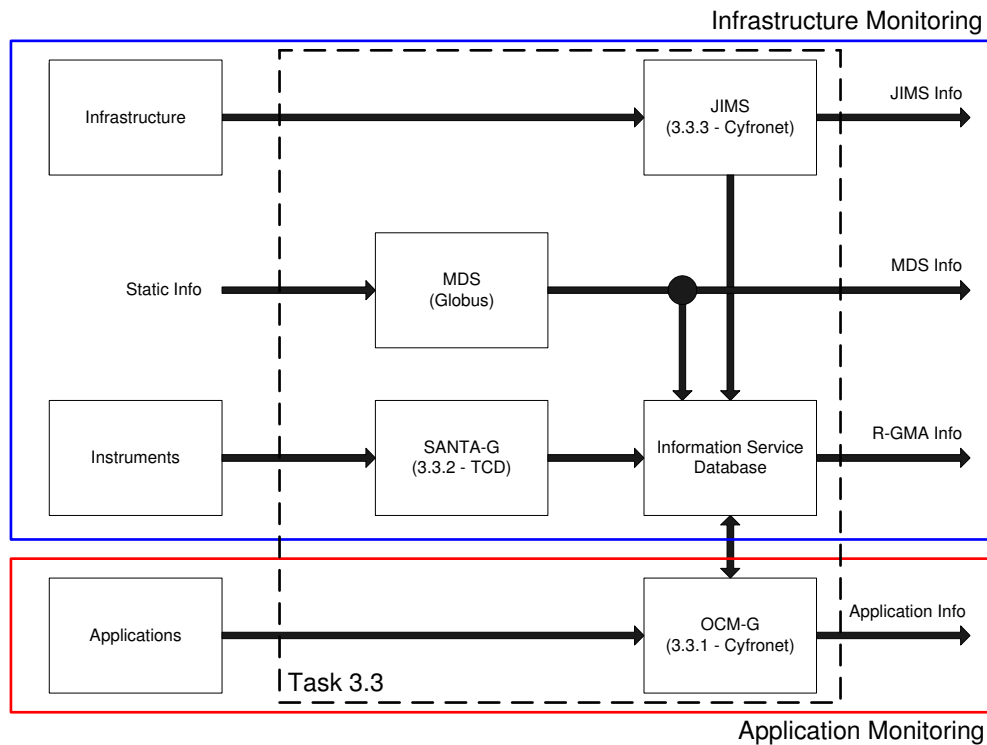 Infrastructure Monitoring
Infrastructure
JIMS
(3.3.3 - Cyfronet)
JIMS Info
Static Info
MDS
(Globus)
MDS Info
Instruments
SANTA-G
(3.3.2 - TCD)
Information Service
Database
R-GMA Info
Applications
OCM-G
(3.3.1 - Cyfronet)
Application Info
Task 3.3
Application Monitoring